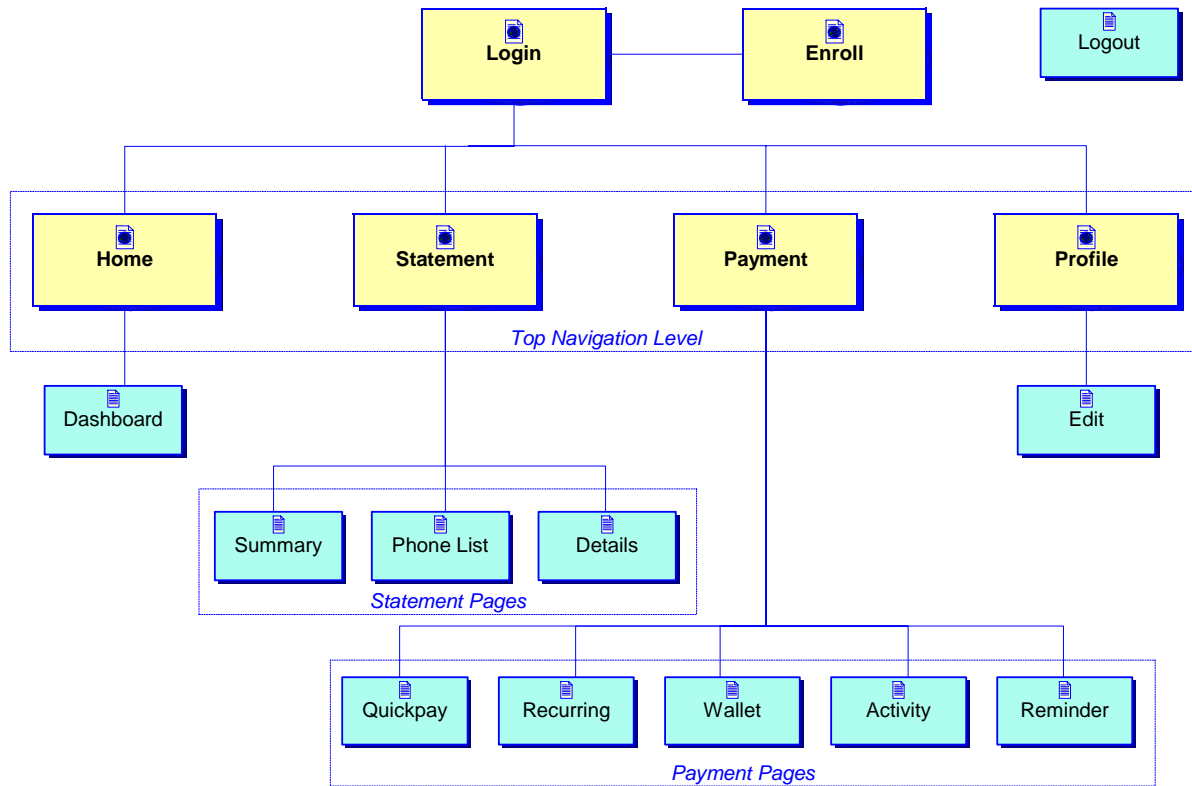 Login
Enroll
Logout
Home
Statement
Payment
Profile
Top Navigation Level
Dashboard
Edit
Summary
Phone List
Details
Statement Pages
Quickpay
Recurring
Wallet
Activity
Reminder
Payment Pages